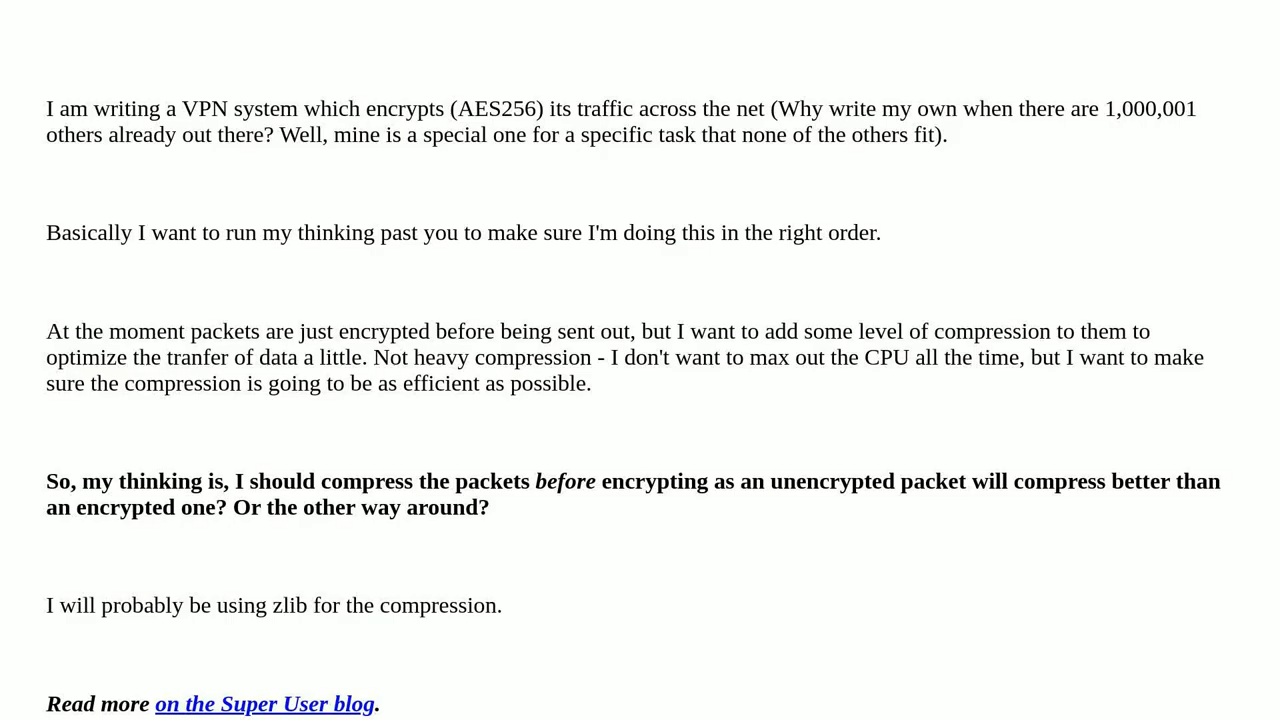 I am writing a VPN system which encrypts (AES256) its traffic across the net (Why write my own when there are 1,000,001
others already out there? Well, mine is a special one for a specific task that none of the others fit).
Basically I want to run my thinking past you to make sure I'm doing this in the right order.
At the moment packets are just encrypted before being sent out, but I want to add some level of compression to them to
optimize the tranfer of data a little. Not heavy compression - I don't want to max out the CPU all the time, but I want to make
sure the compression is going to be as efficient as possible.
So, my thinking is, I should compress the packets before encrypting as an unencrypted packet will compress better than
an encrypted one? Or the other way around?
I will probably be using zlib for the compression.
Read more on the Super User blog.